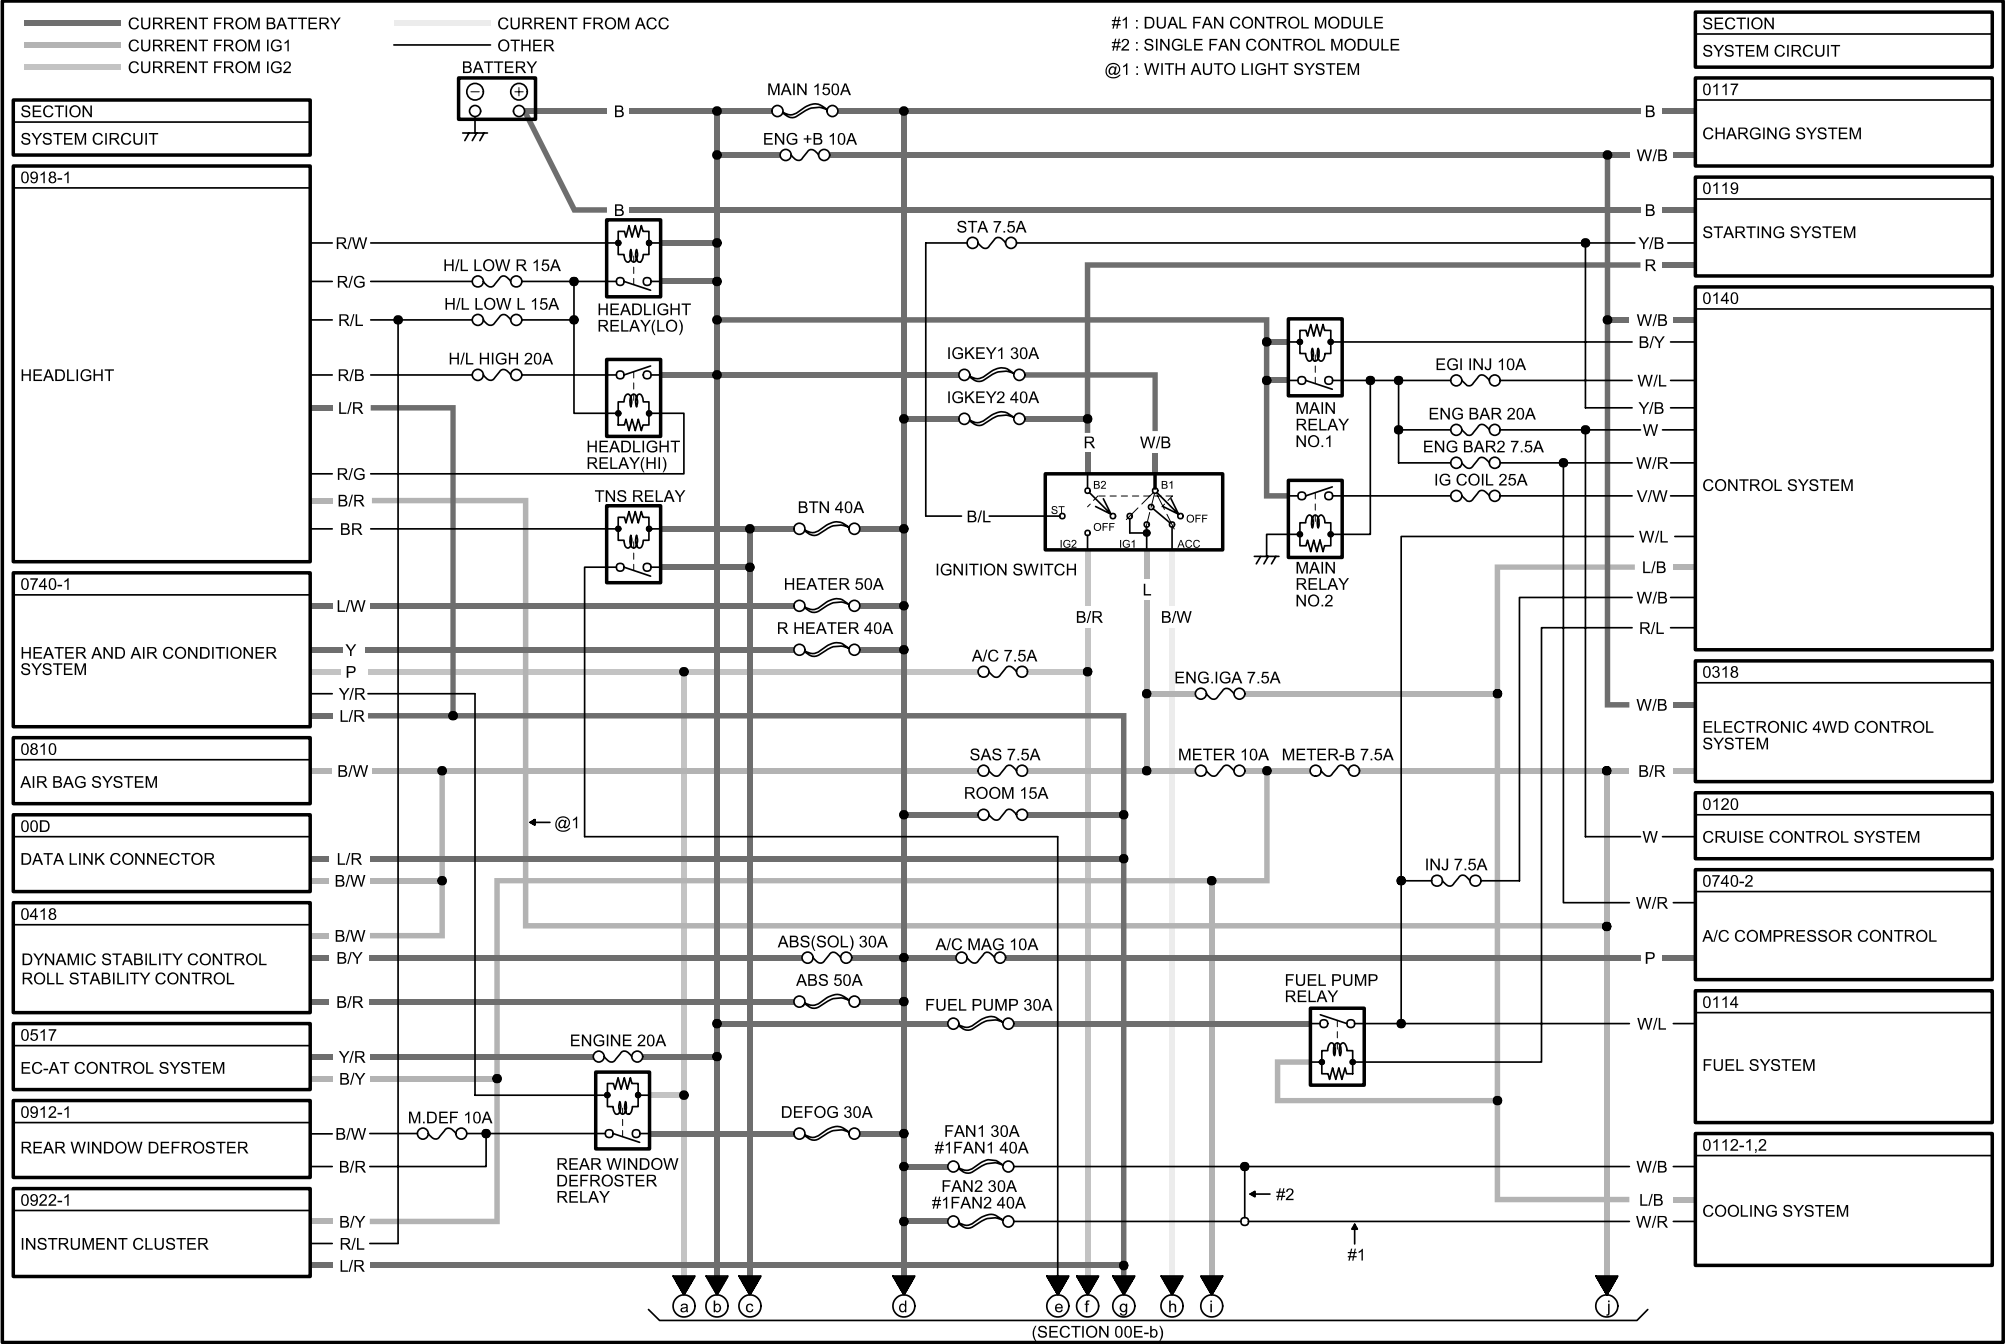 CURRENT FROM BATTERY
CURRENT FROM IG1
CURRENT FROM IG2
CURRENT FROM ACC
OTHER
#1 : DUAL FAN CONTROL MODULE
#2 : SINGLE FAN CONTROL MODULE
@1 : WITH AUTO LIGHT SYSTEM
SECTION
SYSTEM CIRCUIT
0918-1
HEADLIGHT
0740-1
HEATER AND AIR CONDITIONER
SYSTEM
0810
AIR BAG SYSTEM
00D
DATA LINK CONNECTOR
0418
DYNAMIC STABILITY CONTROL
ROLL STABILITY CONTROL
0517
EC-AT CONTROL SYSTEM
0912-1
REAR WINDOW DEFROSTER
0922-1
INSTRUMENT CLUSTER
R/W
R/G
R/L
R/B
L/R
R/G
B/R
BR
L/W
Y
P
Y/R
L/R
B/W
L/R
B/W
B/W
B/Y
B/R
Y/R
B/Y
B/W
B/R
B/Y
R/L
L/R
BATTERY
− +
B
B
MAIN 150A
ENG +B 10A
H/L LOW R 15A
H/L LOW L 15A
HEADLIGHT
RELAY(LO)
H/L HIGH 20A
HEADLIGHT
RELAY(HI)
TNS RELAY
BTN 40A
HEATER 50A
R HEATER 40A
STA 7.5A
IGKEY1 30A
IGKEY2 40A
R
W/B
B/L
ST
B2
B1
OFF
OFF
IG2
IG1
ACC
IGNITION SWITCH
L
B/R
B/W
A/C 7.5A
ENG.IGA 7.5A
SAS 7.5A
METER 10A
METER-B 7.5A
ROOM 15A
@1
ABS(SOL) 30A
A/C MAG 10A
ABS 50A
FUEL PUMP 30A
ENGINE 20A
M.DEF 10A
DEFOG 30A
REAR WINDOW
DEFROSTER
RELAY
FAN1 30A
#1FAN1 40A
FAN2 30A
#1FAN2 40A
#2
#1
MAIN
RELAY
NO.1
MAIN
RELAY
NO.2
EGI INJ 10A
ENG BAR 20A
ENG BAR2 7.5A
IG COIL 25A
INJ 7.5A
FUEL PUMP
RELAY
B
W/B
B
Y/B
R
W/B
B/Y
W/L
Y/B
W
W/R
V/W
W/L
L/B
W/B
R/L
W/B
B/R
W
W/R
P
W/L
W/B
L/B
W/R
SECTION
SYSTEM CIRCUIT
0117
CHARGING SYSTEM
0119
STARTING SYSTEM
0140
CONTROL SYSTEM
0318
ELECTRONIC 4WD CONTROL
SYSTEM
0120
CRUISE CONTROL SYSTEM
0740-2
A/C COMPRESSOR CONTROL
0114
FUEL SYSTEM
0112-1,2
COOLING SYSTEM
a b c d e f g h i j
(SECTION 00E-b)